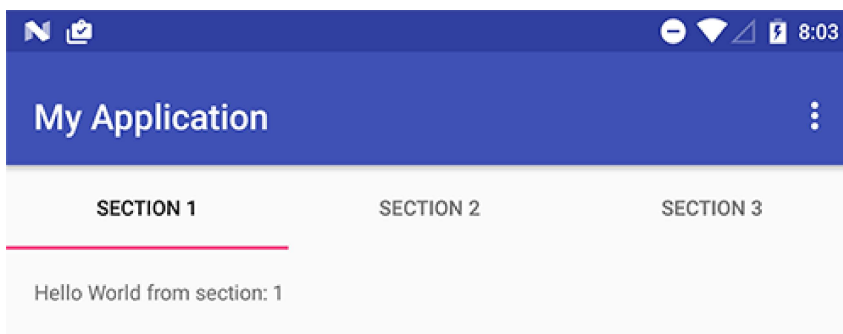 8:03
My Application
SECTION 1 SECTION 2 SECTION 3
Hello World from section: 1